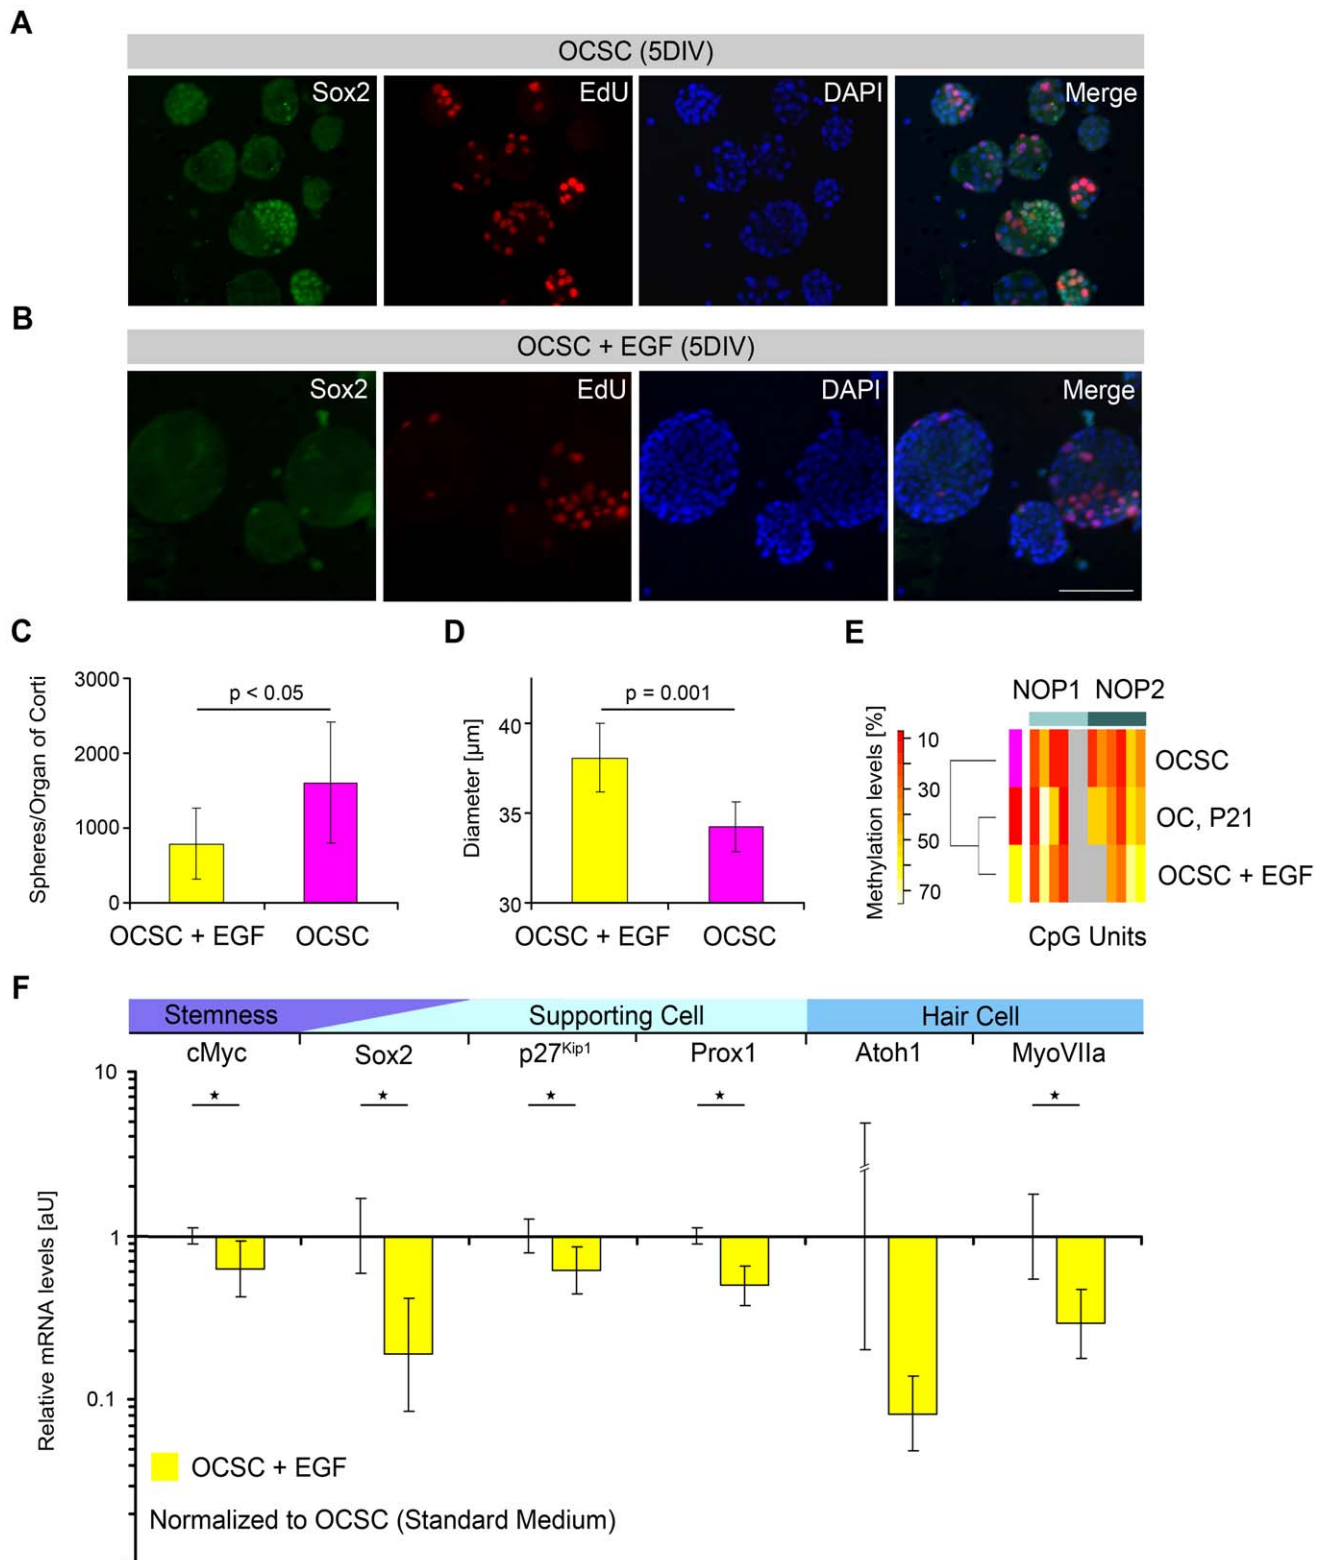 A
OCSC (5DIV)
Sox2
EdU
DAPI
Merge
B
OCSC + EGF (5DIV)
Sox2
EdU
DAPI
Merge
C
Spheres/Organ of Corti
3000
2000
1000
0
p < 0.05
OCSC + EGF
OCSC
D
Diameter [µm]
40
35
30
p = 0.001
OCSC + EGF
OCSC
E
Methylation levels [%]
10
30
50
70
NOP1
NOP2
OCSC
OC, P21
OCSC + EGF
CpG Units
F
Stemness
Supporting Cell
Hair Cell
cMyc
Sox2
p27Kip1
Prox1
Atoh1
MyoVIIa
Relative mRNA levels [aU]
10
1
0.1
★
★
★
★
★
OCSC + EGF
Normalized to OCSC (Standard Medium)